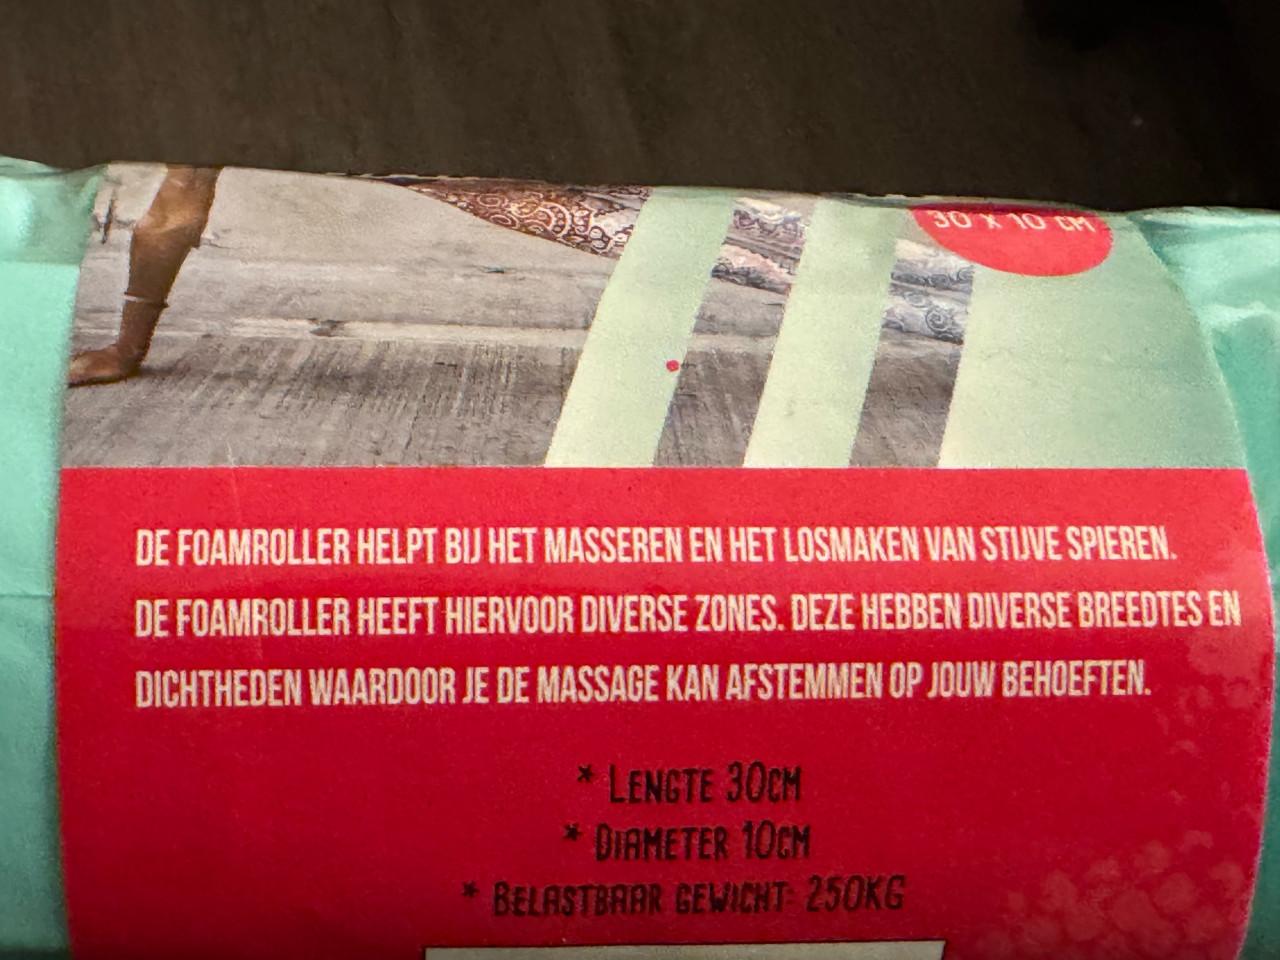 30 X 10 CM
DE FOAMROLLER HELPT BIJ HET MASSEREN EN HET LOSMAKEN VAN STIJVE SPIEREN.
DE FOAMROLLER HEEFT HIERVOOR DIVERSE ZONES. DEZE HEBBEN DIVERSE BREEDTES EN
DICHTHEDEN WAARDOOR JE DE MASSAGE KAN AFSTEMMEN OP JOUW BEHOEFTEN.
* LENGTE 30CM
* DIAMETER 10CM
* BELASTBAAR GEWICHT: 250KG